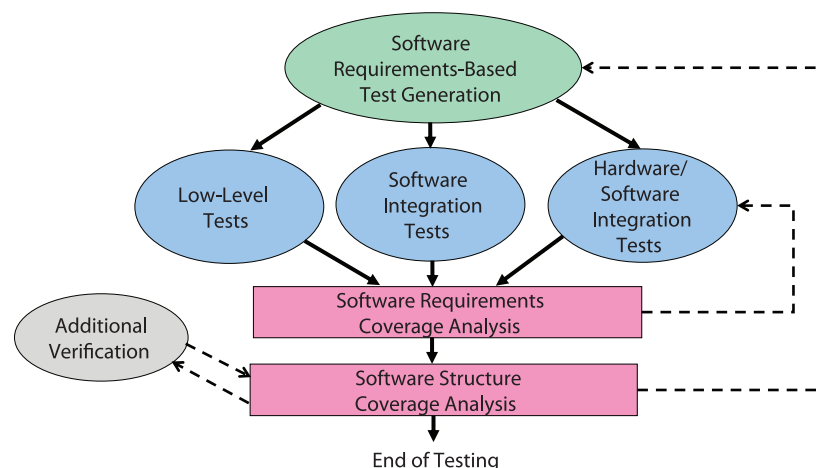 Software
Requirements-Based
Test Generation
Low-Level
Tests
Software
Integration
Tests
Hardware/
Software
Integration
Tests
Software Requirements
Coverage Analysis
Additional
Verification
Software Structure
Coverage Analysis
End of Testing